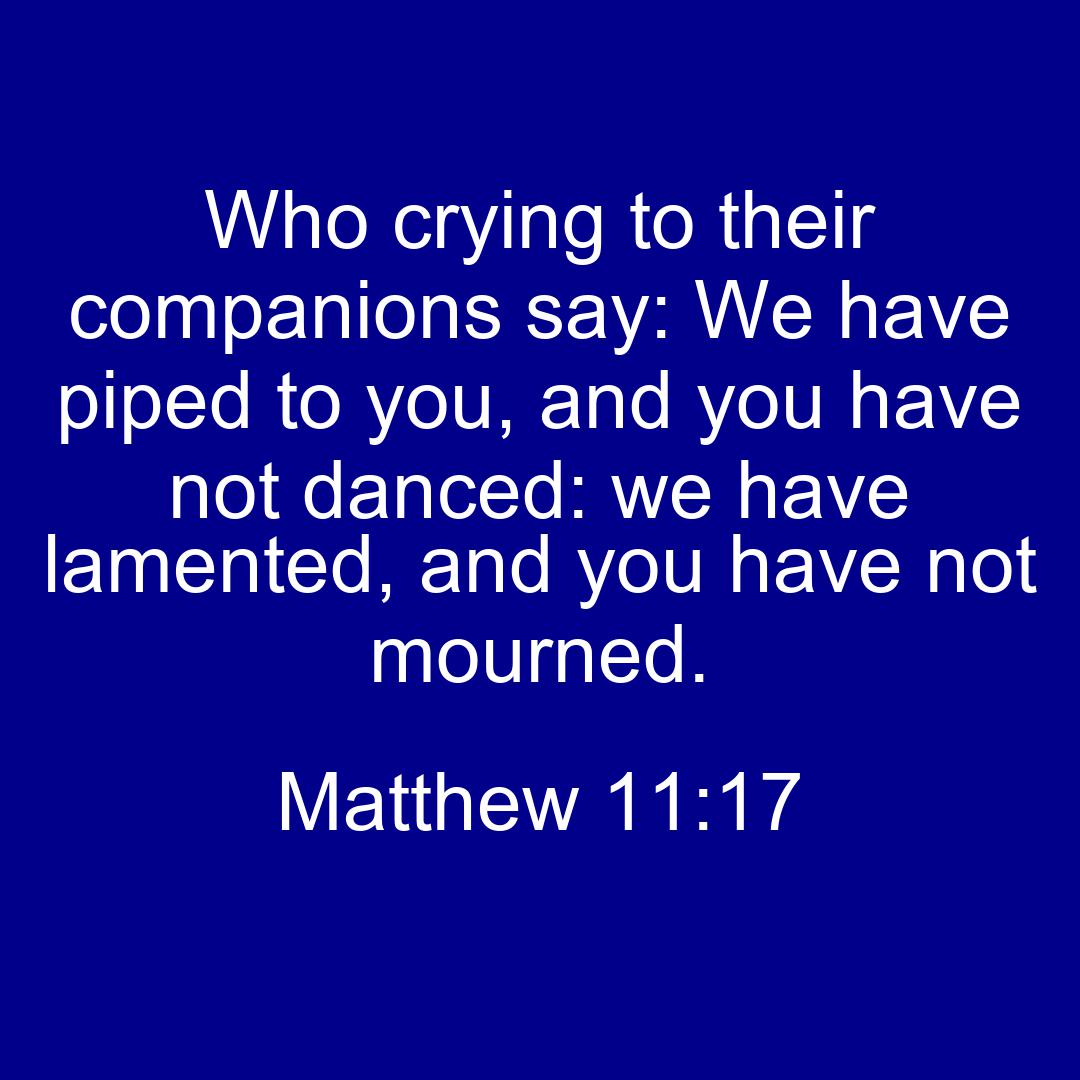 Who crying to their
companions say: We have
piped to you, and you have
not danced: we have
lamented, and you have not
mourned.
Matthew 11:17